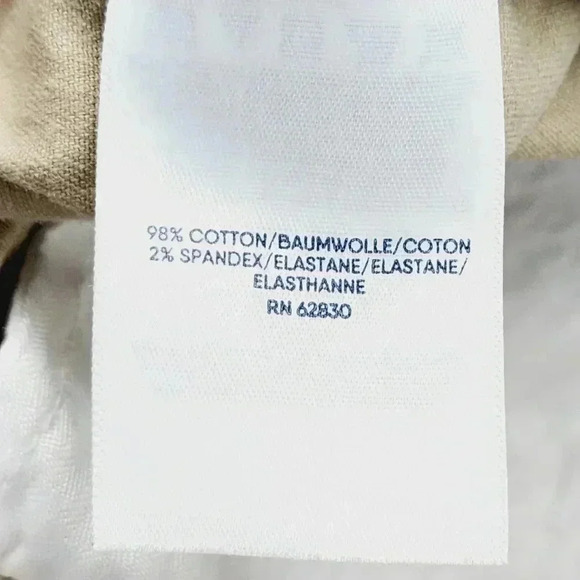 98% COTTON/BAUMWOLLE/COTON
2% SPANDEX/ELASTANE/ELASTANE/
ELASTHANNE
RN 62830